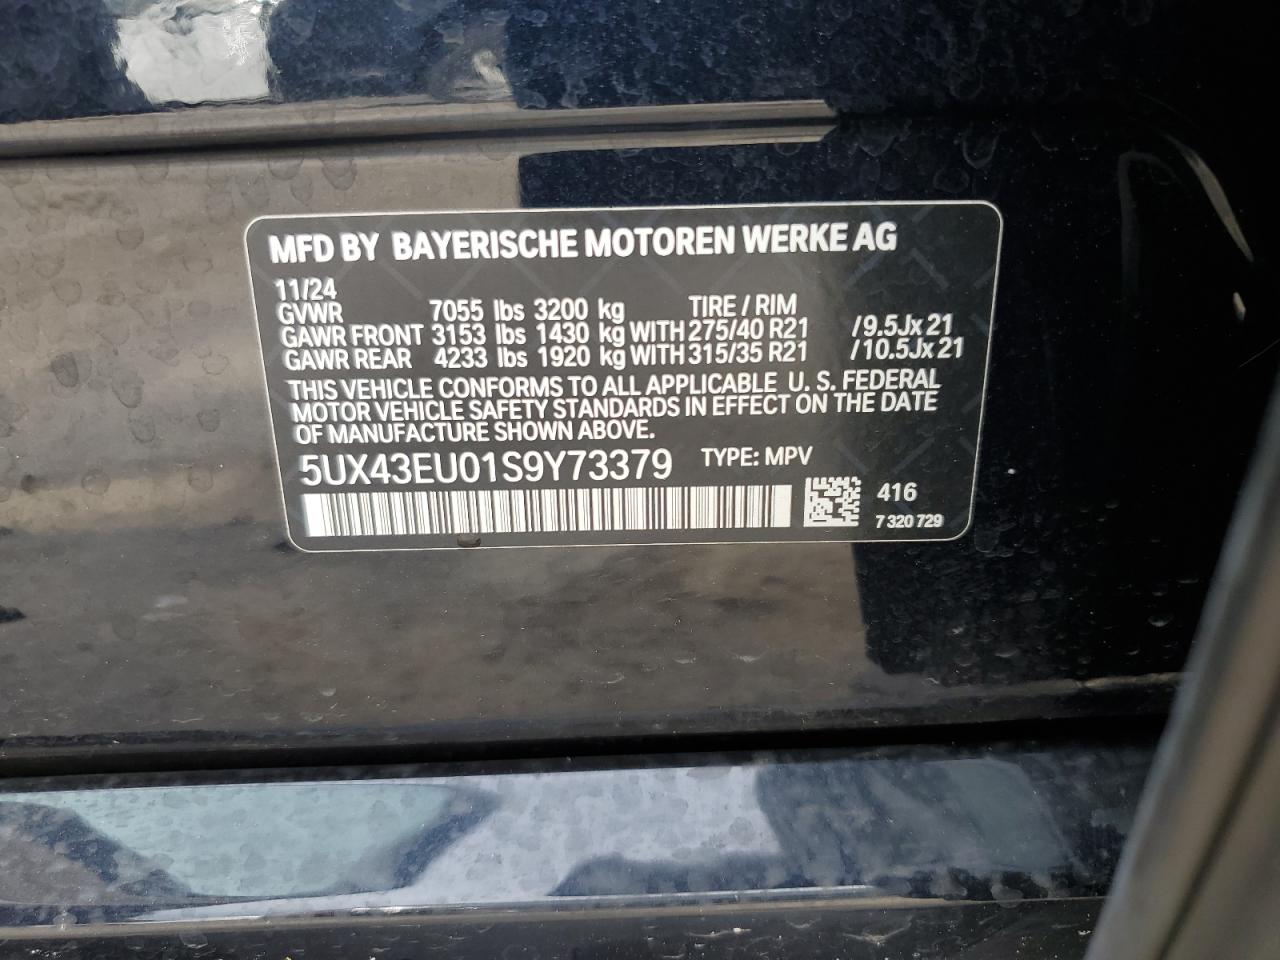 MFD BY BAYERISCHE MOTOREN WERKE AG
11/24
GVWR 7055 lbs 3200 kg TIRE / RIM
GAWR FRONT 3153 lbs 1430 kg WITH 275/40 R21 /9.5Jx21
GAWR REAR 4233 lbs 1920 kg WITH 315/35 R21 /10.5Jx21
THIS VEHICLE CONFORMS TO ALL APPLICABLE U. S. FEDERAL
MOTOR VEHICLE SAFETY STANDARDS IN EFFECT ON THE DATE
OF MANUFACTURE SHOWN ABOVE.
5UX43EU01S9Y73379 TYPE: MPV
416
7 320 729